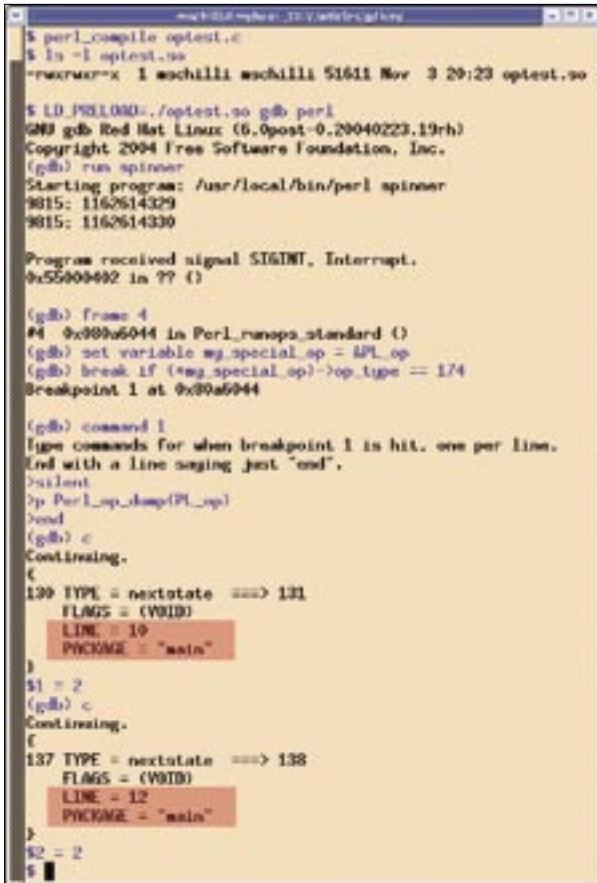 $ perl_compile optest.c
$ ls -l optest.so
-rwxrwxr-x 1 mschilli mschilli 51611 Nov 3 20:23 optest.so
$ LD_PRELOAD=./optest.so gdb perl
GNU gdb Red Hat Linux (6.0post-0.20040223.19rh)
Copyright 2004 Free Software Foundation, Inc.
(gdb) run spinner
Starting program: /usr/local/bin/perl spinner
9815: 1162614329
9815: 1162614330
Program received signal SIGINT, Interrupt.
0x55000402 in ?? ()
(gdb) frame 4
#4 0x080a6044 in Perl_runops_standard ()
(gdb) set variable my_special_op = &PL_op
(gdb) break if (*my_special_op)->op_type == 174
Breakpoint 1 at 0x80a6044
(gdb) command 1
Type commands for when breakpoint 1 is hit, one per line.
End with a line saying just "end".
>silent
>p Perl_op_dump(PL_op)
>end
(gdb) c
Continuing.
{
130 TYPE = nextstate ===> 131
FLAGS = (VOID)
LINE = 10
PACKAGE = "main"
}
$1 = 2
(gdb) c
Continuing.
{
137 TYPE = nextstate ===> 138
FLAGS = (VOID)
LINE = 12
PACKAGE = "main"
}
$2 = 2
$